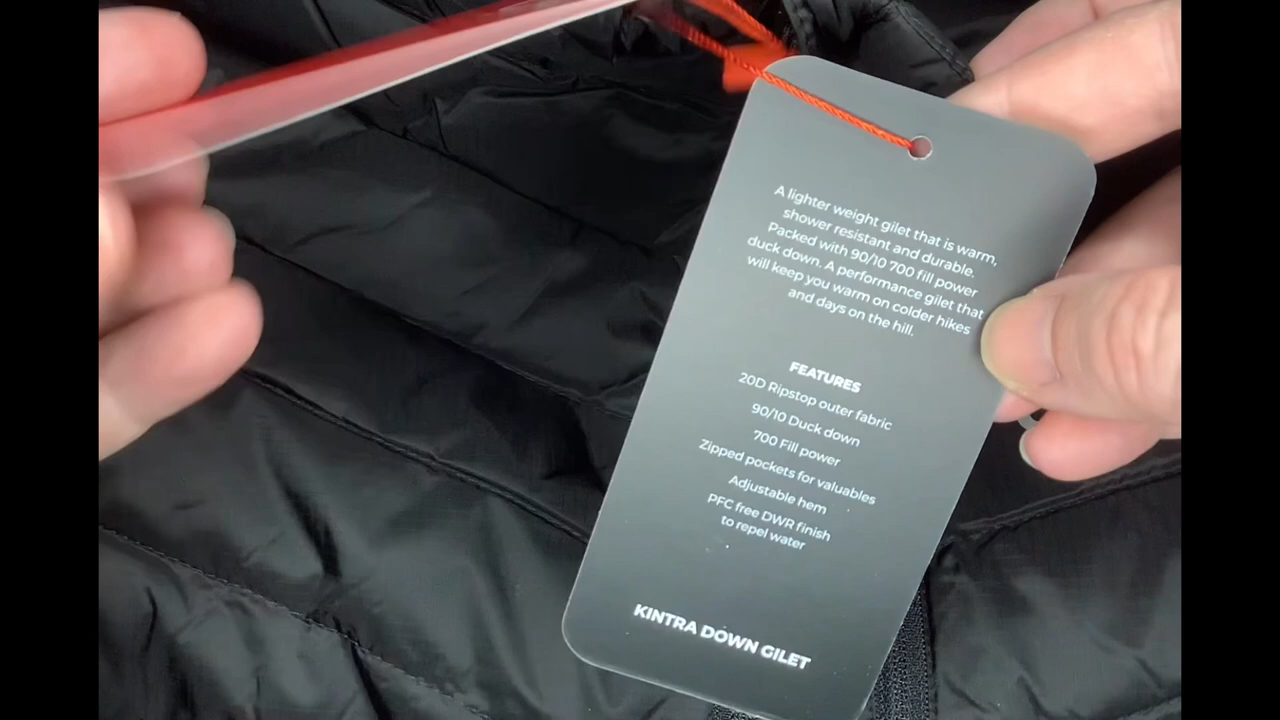 A lighter weight gilet that is warm,
shower resistant and durable.
Packed with 90/10 700 fill power
duck down. A performance gilet that
will keep you warm on colder hikes
and days on the hill.
FEATURES
20D Ripstop outer fabric
90/10 Duck down
700 Fill power
Zipped pockets for valuables
Adjustable hem
PFC free DWR finish
to repel water
KINTRA DOWN GILET